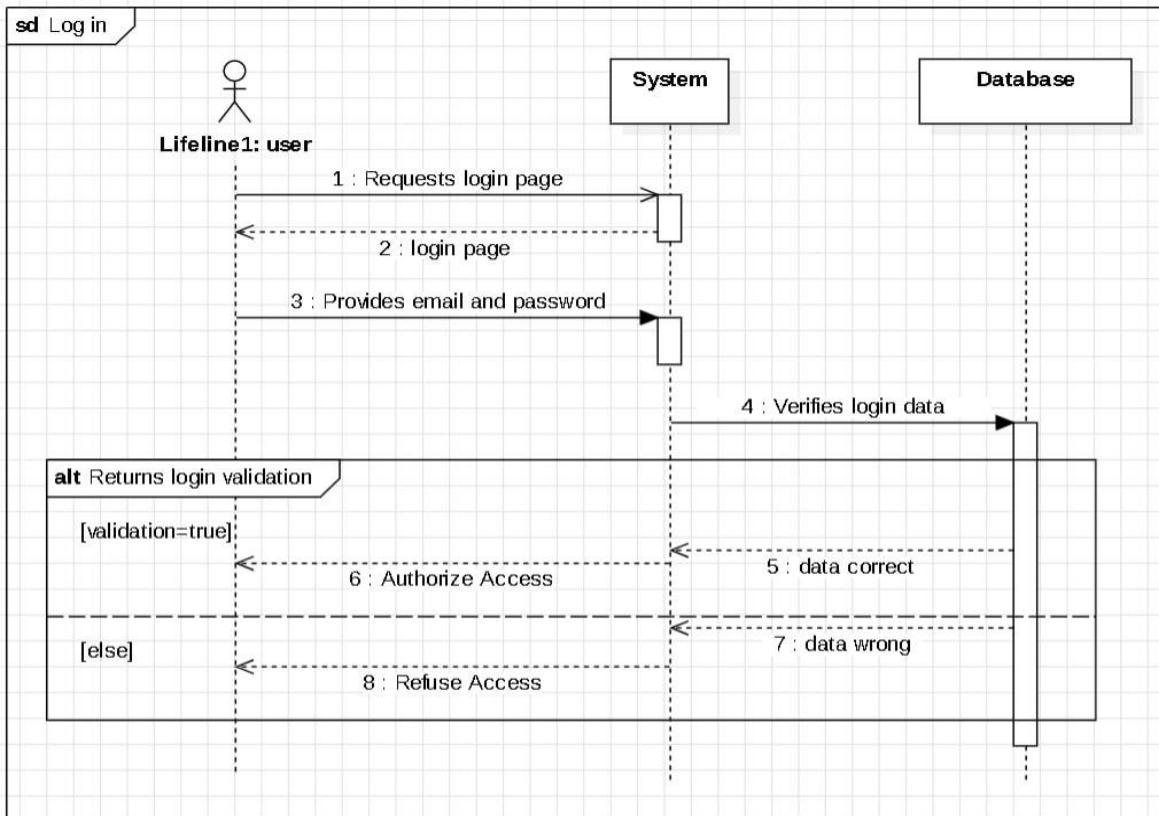 sd Log in
System
Database
Lifeline1: user
1 : Requests login page
2 : login page
3 : Provides email and password
4 : Verifies login data
alt Returns login validation
[validation=true]
5 : data correct
6 : Authorize Access
7 : data wrong
[else]
8 : Refuse Access